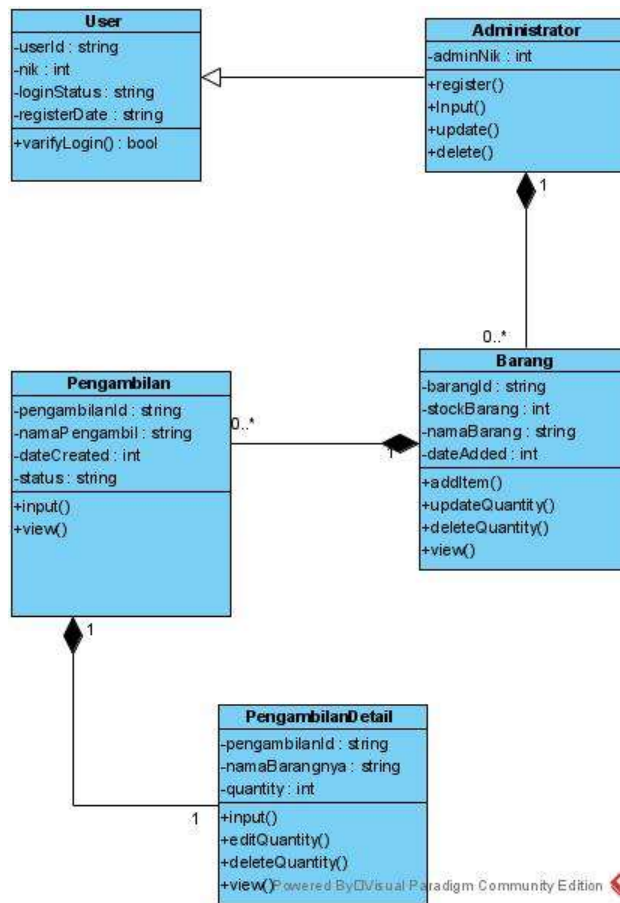 User
-userId : string
-nik : int
-loginStatus : string
-registerDate : string
+varifyLogin() : bool
Administrator
-adminNik : int
+register()
+Input()
+update()
+delete()
1
0..*
Barang
-barangId : string
-stockBarang : int
-namaBarang : string
-dateAdded : int
+addItem()
+updateQuantity()
+deleteQuantity()
+view()
1
0..*
Pengambilan
-pengambilanId : string
-namaPengambil : string
-dateCreated : int
-status : string
+input()
+view()
1
1
PengambilanDetail
-pengambilanId : string
-namaBarangnya : string
-quantity : int
+input()
+editQuantity()
+deleteQuantity()
+view()
Powered By Visual Paradigm Community Edition